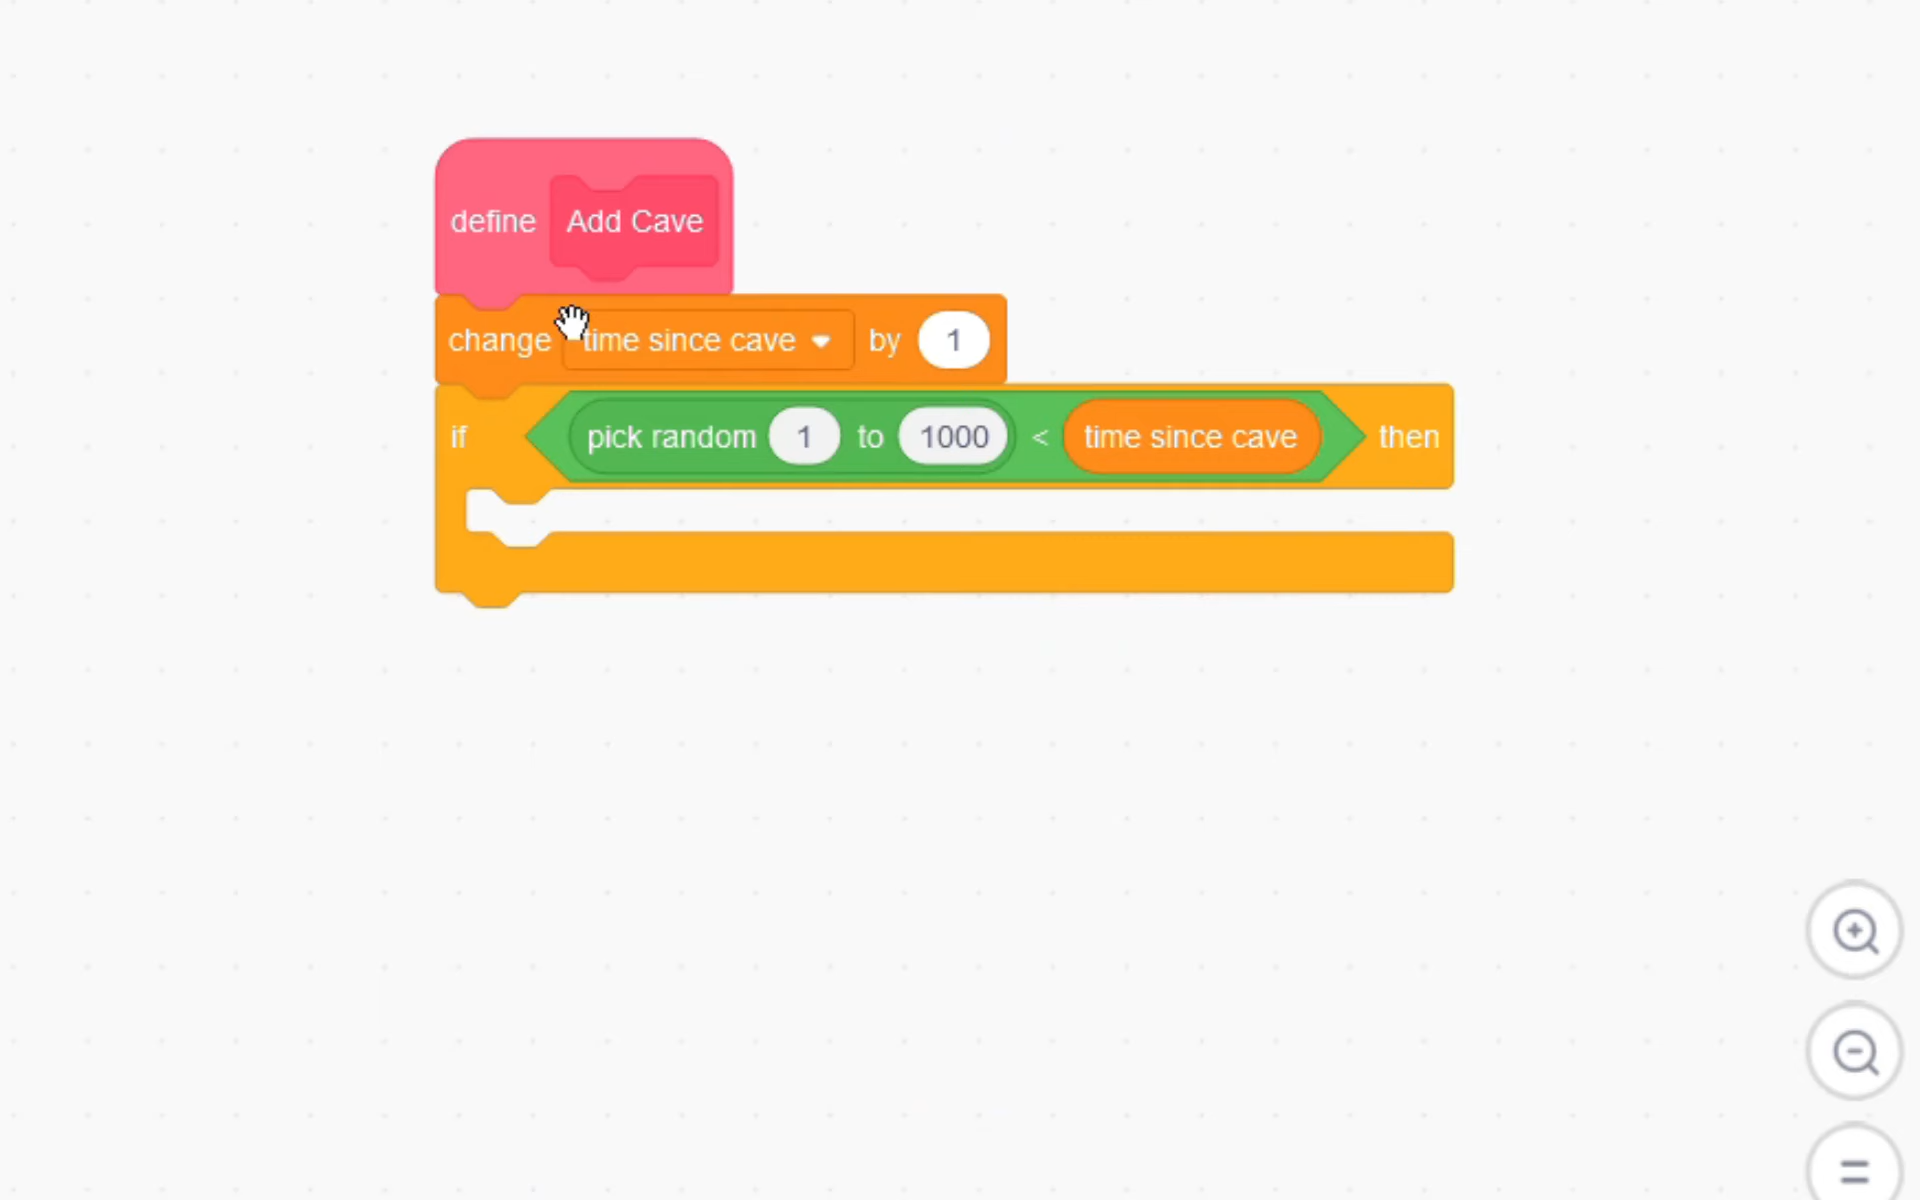 define Add Cave
change time since cave by 1
if pick random 1 to 1000 < time since cave then